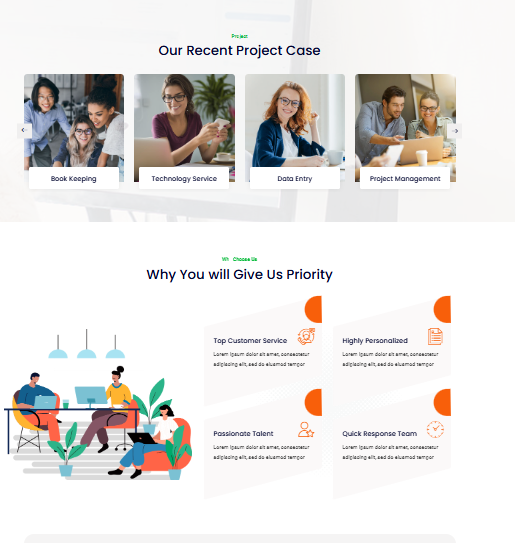 Project
Our Recent Project Case
Book Keeping
Technology Service
Data Entry
Project Management
Wh Choose Us
Why You will Give Us Priority
Top Customer Service
Lorem ipsum dolor sit amet, consectetur
adipiscing elit, sed do eiusmod tempor
Highly Personalized
Lorem ipsum dolor sit amet, consectetur
adipiscing elit, sed do eiusmod tempor
Passionate Talent
Lorem ipsum dolor sit amet, consectetur
adipiscing elit, sed do eiusmod tempor
Quick Response Team
Lorem ipsum dolor sit amet, consectetur
adipiscing elit, sed do eiusmod tempor